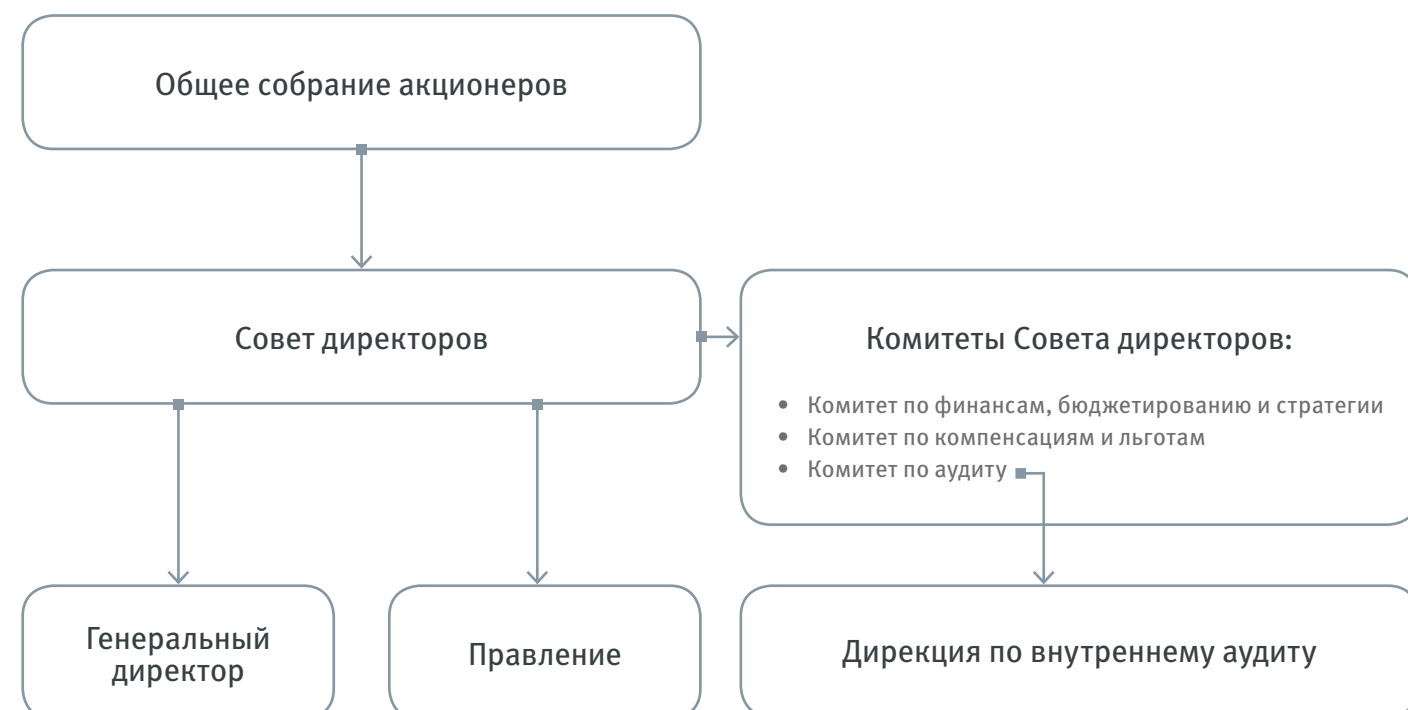 Общее собрание акционеров
Совет директоров
Комитеты Совета директоров:
• Комитет по финансам, бюджетированию и стратегии
• Комитет по компенсациям и льготам
• Комитет по аудиту
Генеральный
директор
Правление
Дирекция по внутреннему аудиту